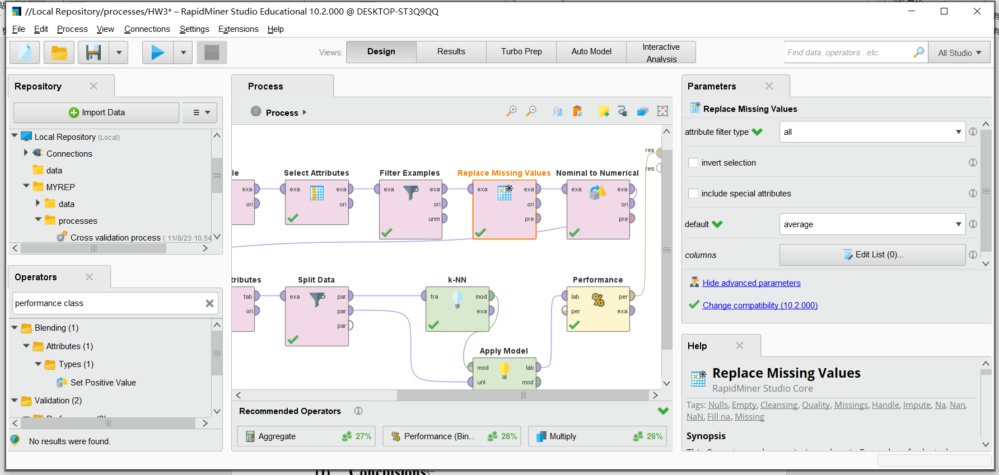 //Local Repository/processes/HW3* – RapidMiner Studio Educational 10.2.000 @ DESKTOP-ST3Q9QQ
File Edit Process View Connections Settings Extensions Help
Views: Design Results Turbo Prep Auto Model Interactive Analysis
Find data, operators...etc All Studio
Repository
Import Data
Local Repository (Local)
Connections
data
MYREP
data
processes
Cross validation process ( 11/8/23 10:54
Operators
performance class
Blending (1)
Attributes (1)
Types (1)
Set Positive Value
Validation (2)
No results were found.
Process
Process
res
res
le
exa
ori
Select Attributes
exa exa
ori
Filter Examples
exa exa
ori
unm
Replace Missing Values
exa exa
ori
pre
Nominal to Numerical
exa exa
ori
pre
tributes
tab
ori
Split Data
exa par
par
par
k-NN
tra mod
exa
Performance
lab per
per exa
Apply Model
mod lab
unl mod
Recommended Operators
Aggregate 27%
Performance (Bin... 26%
Multiply 26%
Parameters
Replace Missing Values
attribute filter type all
invert selection
include special attributes
default average
columns Edit List (0)...
Hide advanced parameters
Change compatibility (10.2.000)
Help
Replace Missing Values
RapidMiner Studio Core
Tags: Nulls, Empty, Cleansing, Quality, Missings, Handle, Impute, Na, Nan,
NaN, Fill na, Missing
Synopsis
Conclusions